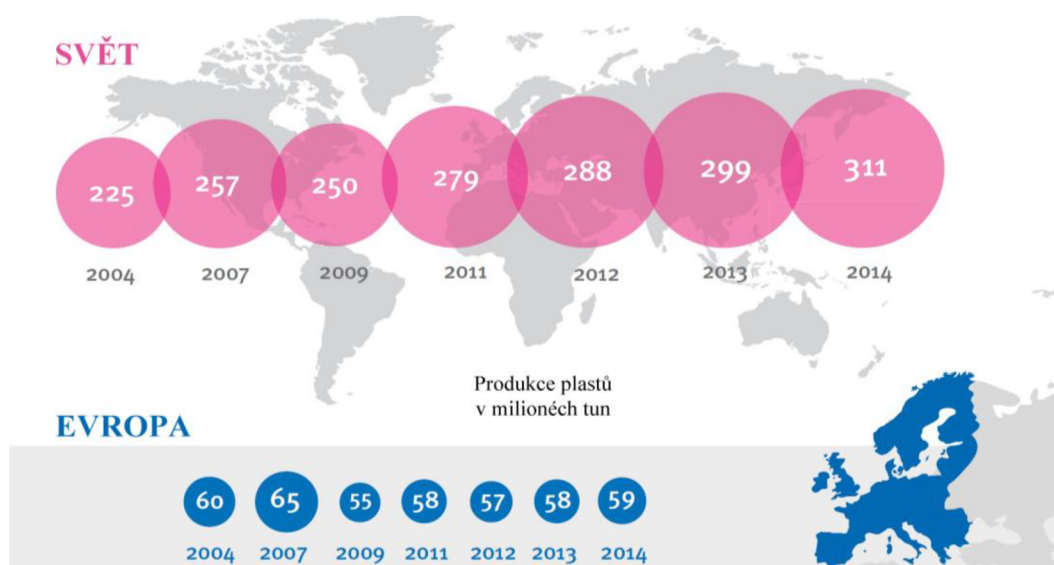 SVĚT
225 257 250 279 288 299 311
2004 2007 2009 2011 2012 2013 2014
Produkce plastů
v milionéch tun
EVROPA
60 65 55 58 57 58 59
2004 2007 2009 2011 2012 2013 2014